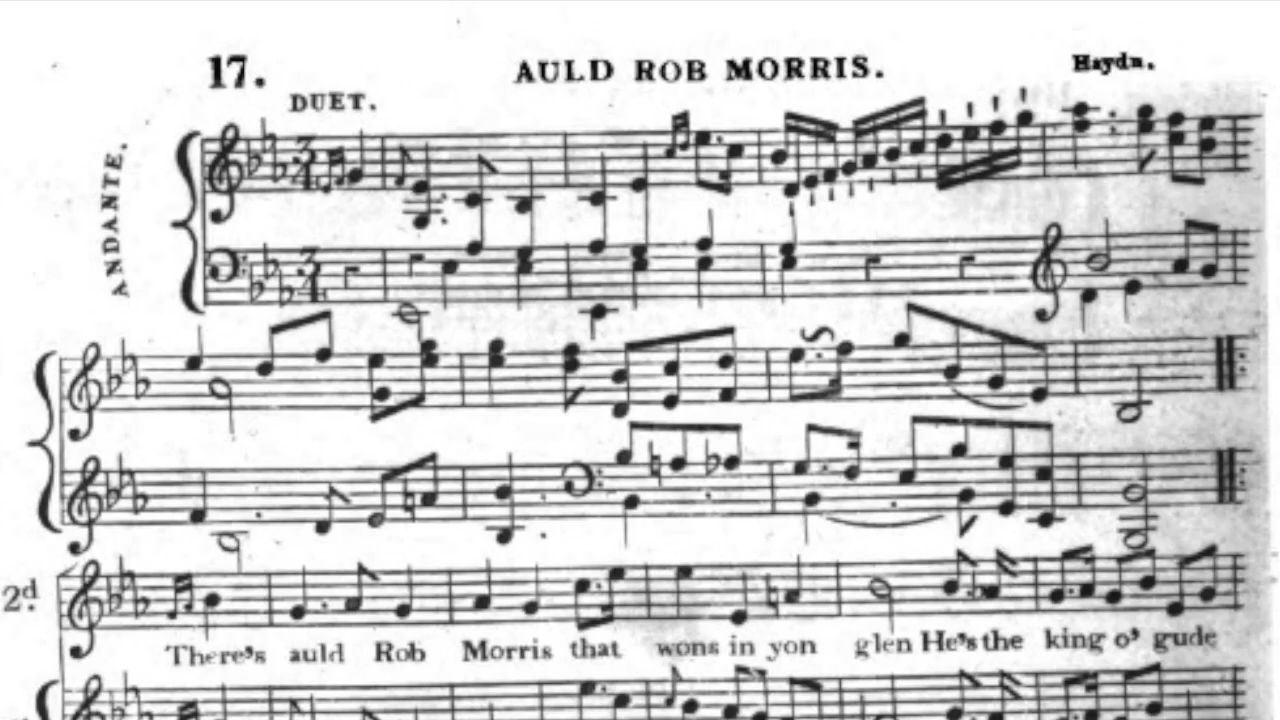 17. AULD ROB MORRIS. Haydn.
DUET.
ANDANTE.
2d.
There's auld Rob Morris that wons in yon glen He's the king o' gude